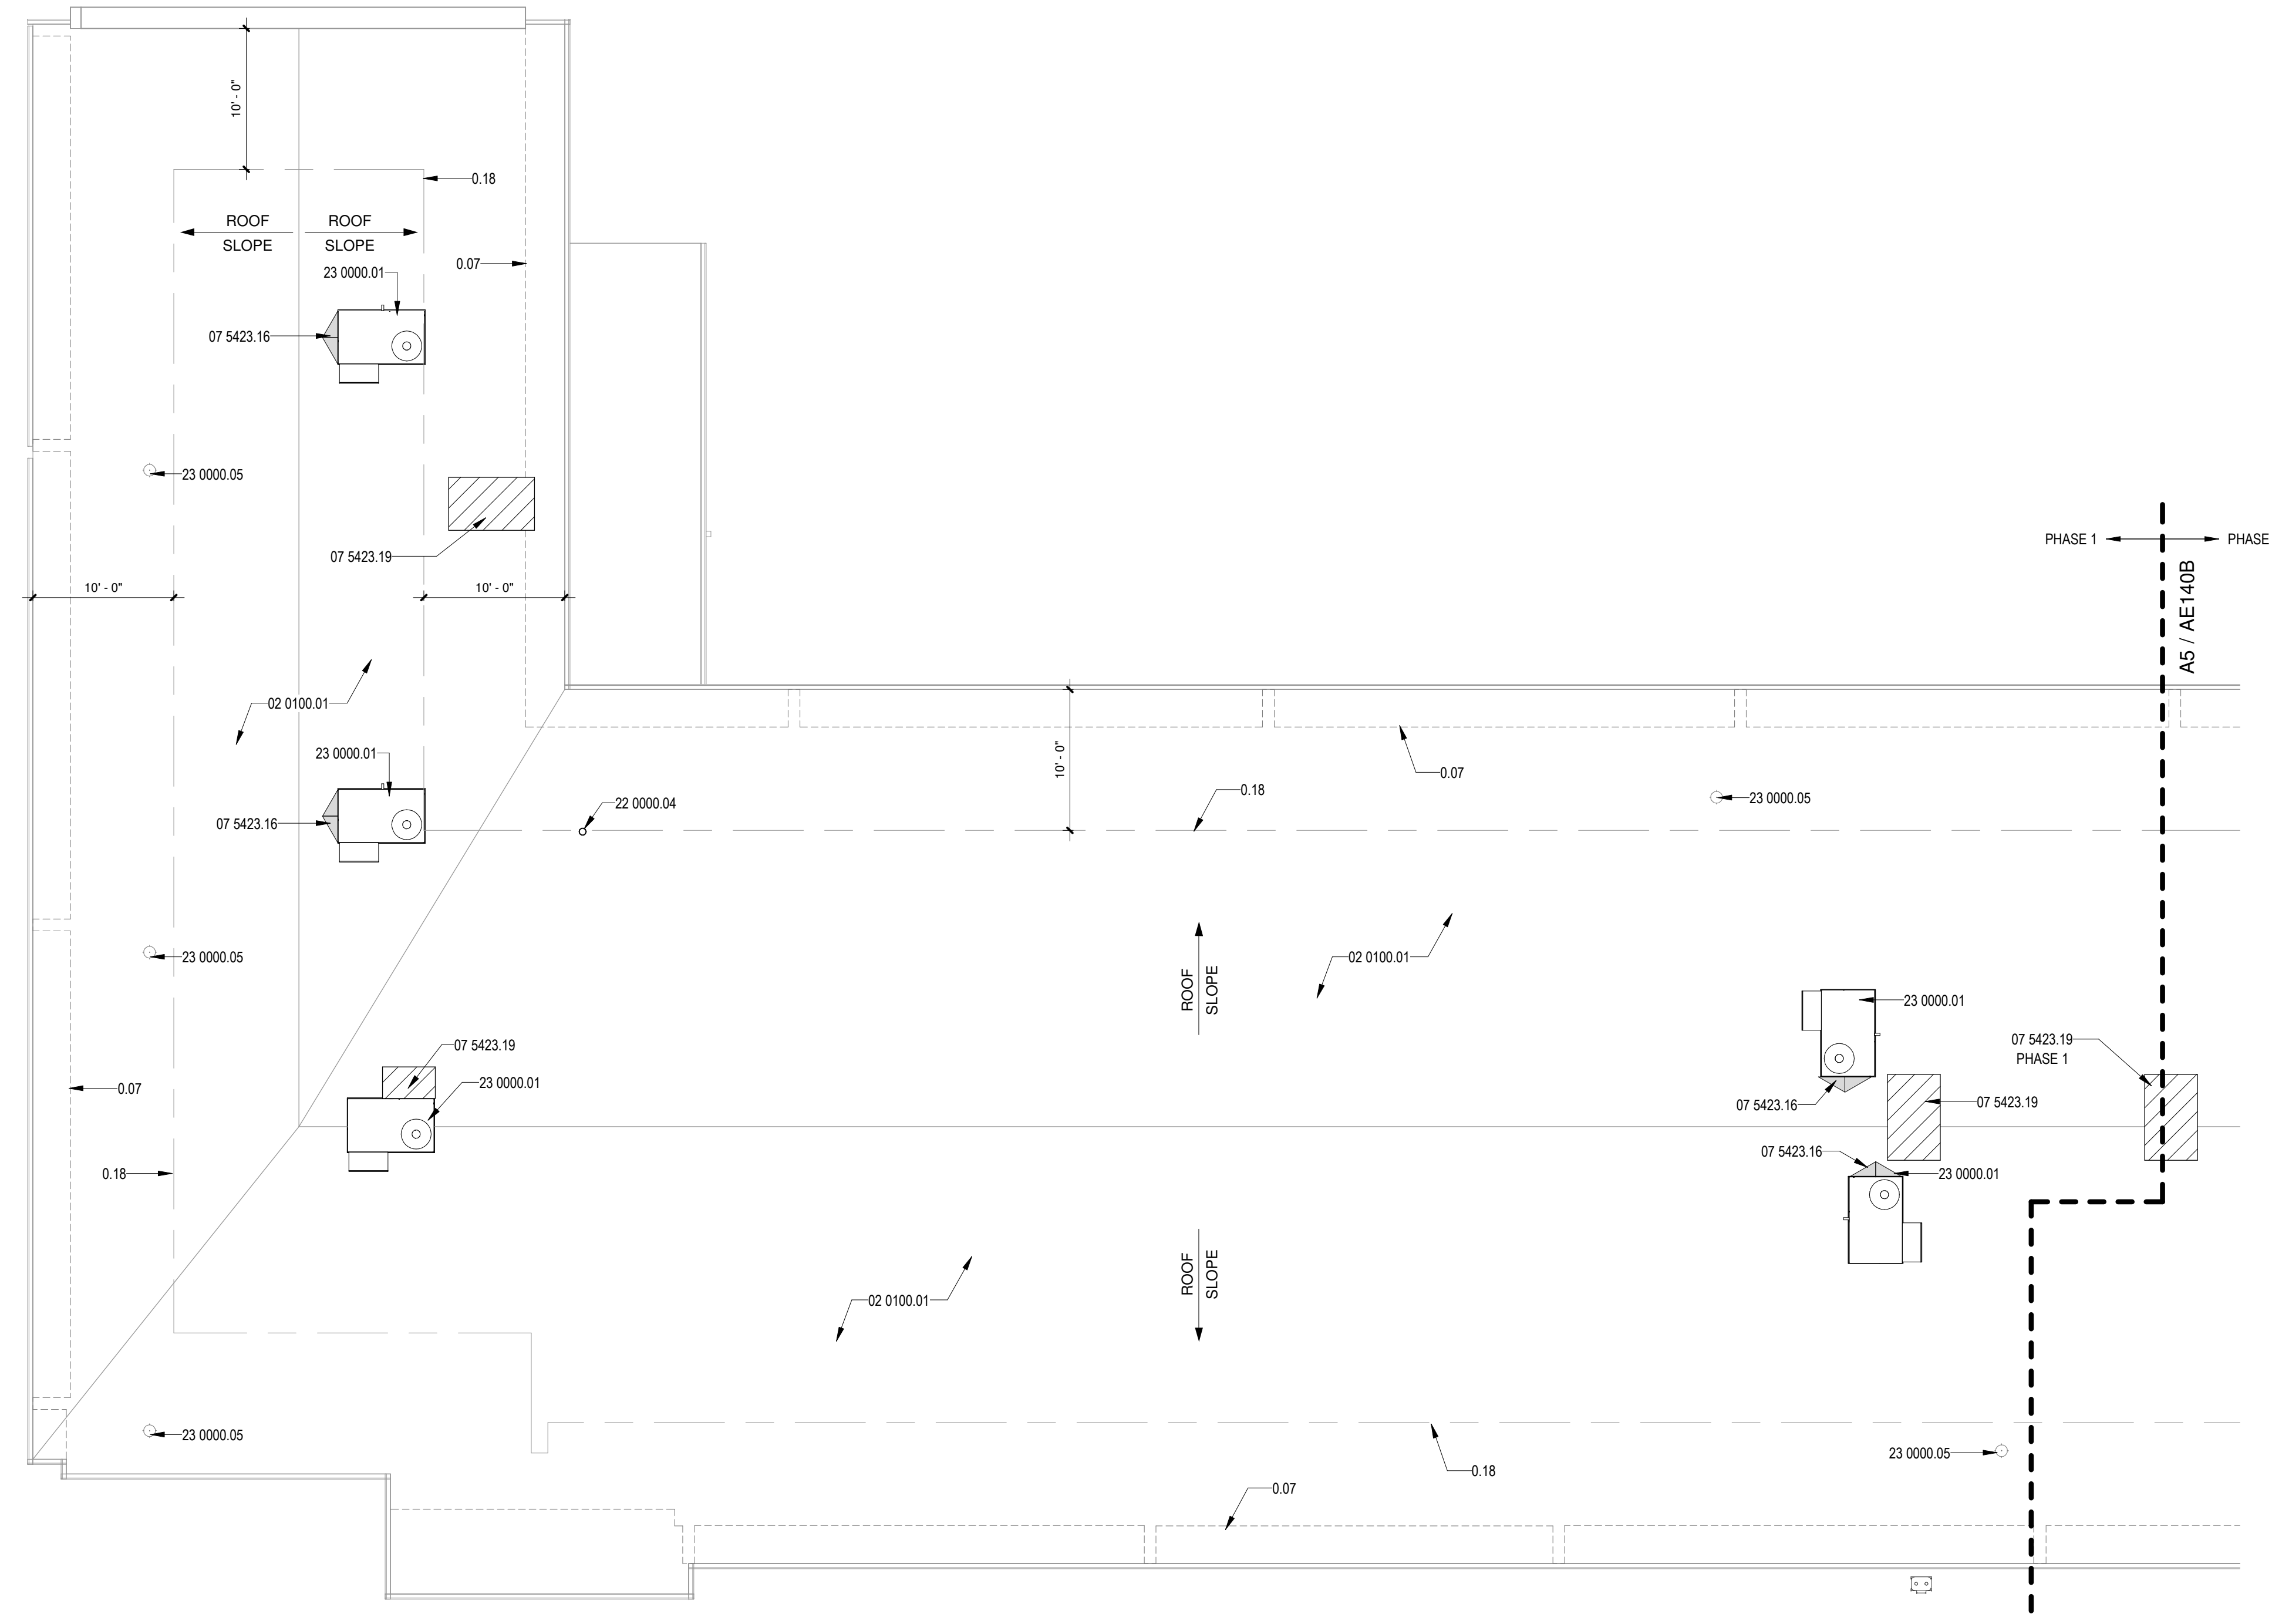 10' - 0"
0.18
ROOF
SLOPE
ROOF
SLOPE
0.07
23 0000.01
07 5423.16
23 0000.05
07 5423.19
PHASE 1
PHASE
A5 / AE140B
10' - 0"
10' - 0"
02 0100.01
23 0000.01
07 5423.16
22 0000.04
10' - 0"
0.07
0.18
23 0000.05
23 0000.05
02 0100.01
ROOF
SLOPE
23 0000.01
07 5423.19
PHASE 1
07 5423.19
23 0000.01
0.07
07 5423.16
07 5423.19
07 5423.16
23 0000.01
0.18
ROOF
SLOPE
02 0100.01
23 0000.05
23 0000.05
0.18
0.07